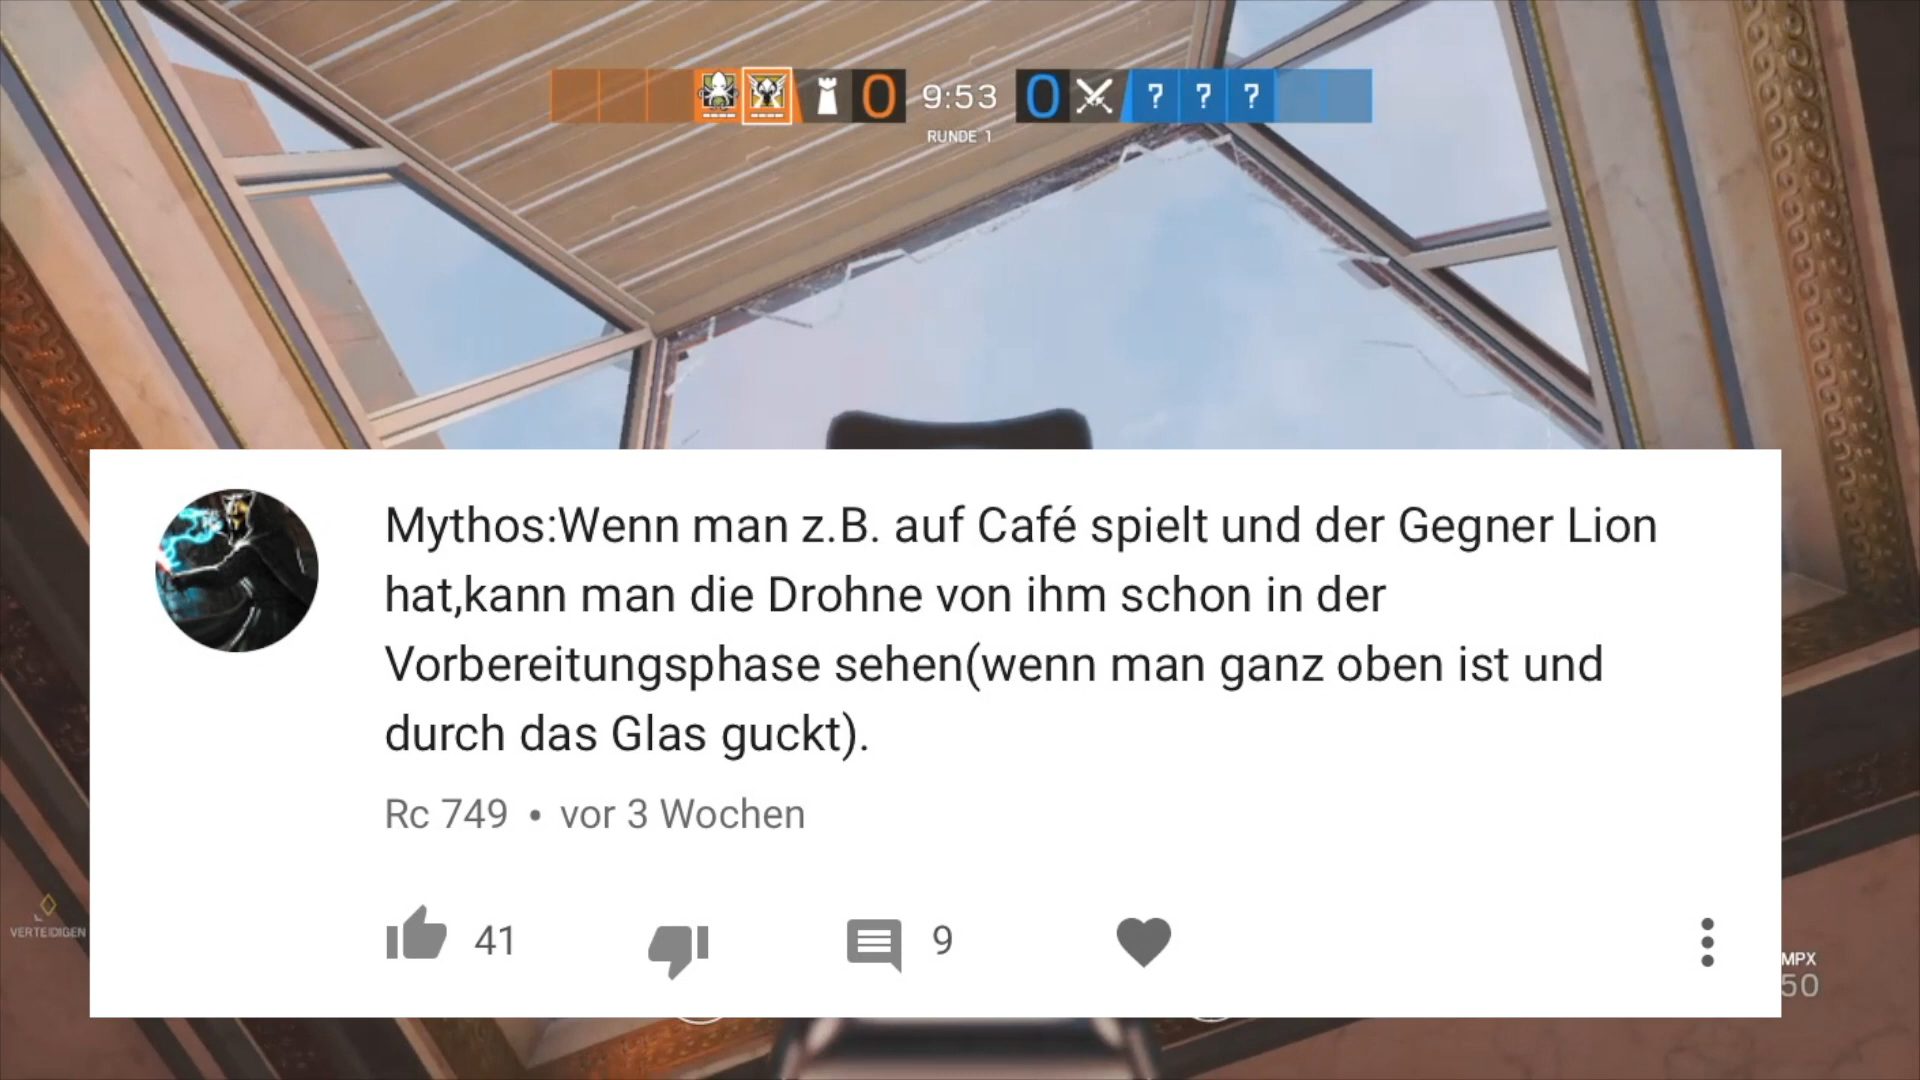 0 9:53 0 ? ? ?
RUNDE 1
Mythos:Wenn man z.B. auf Café spielt und der Gegner Lion
hat,kann man die Drohne von ihm schon in der
Vorbereitungsphase sehen(wenn man ganz oben ist und
durch das Glas guckt).
Rc 749 • vor 3 Wochen
41 9
VERTEIDIGEN
MPX
50